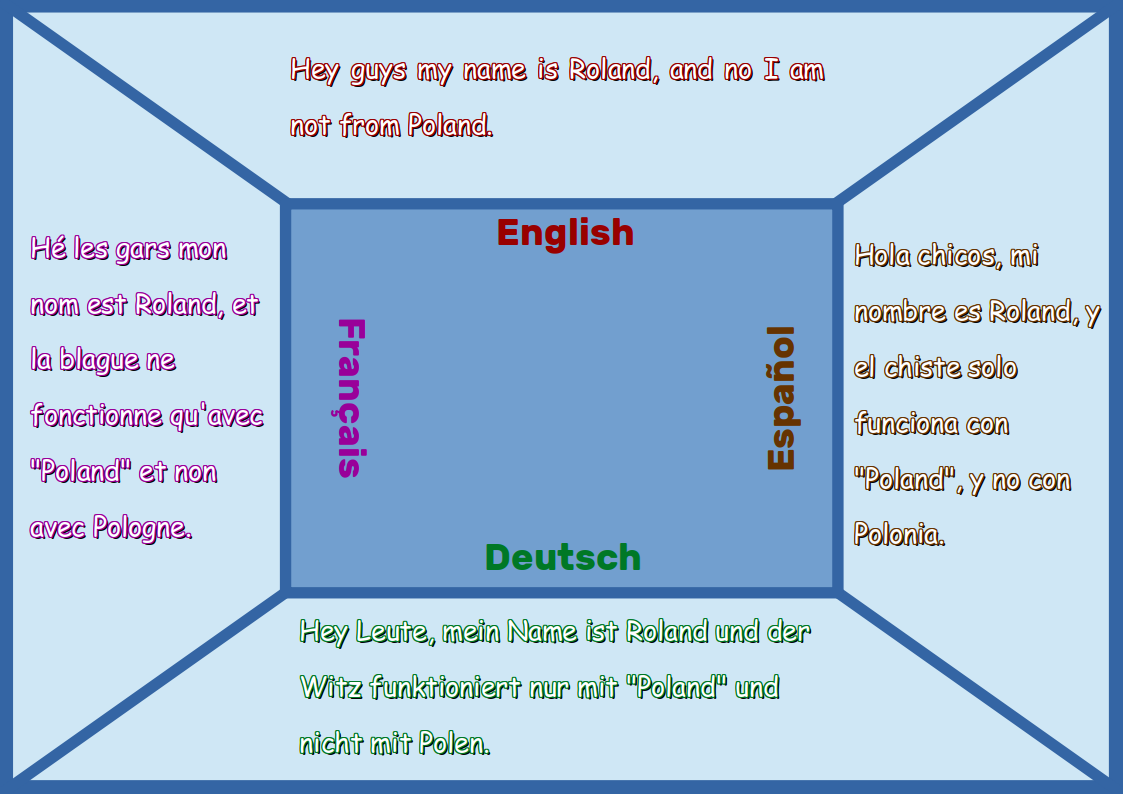 Hey guys my name is Roland, and no I am
not from Poland.
English
Hé les gars mon
nom est Roland, et
la blague ne
fonctionne qu'avec
"Poland" et non
avec Pologne.
Français
Español
Hola chicos, mi
nombre es Roland, y
el chiste solo
funciona con
"Poland", y no con
Polonia.
Deutsch
Hey Leute, mein Name ist Roland und der
Witz funktioniert nur mit "Poland" und
nicht mit Polen.